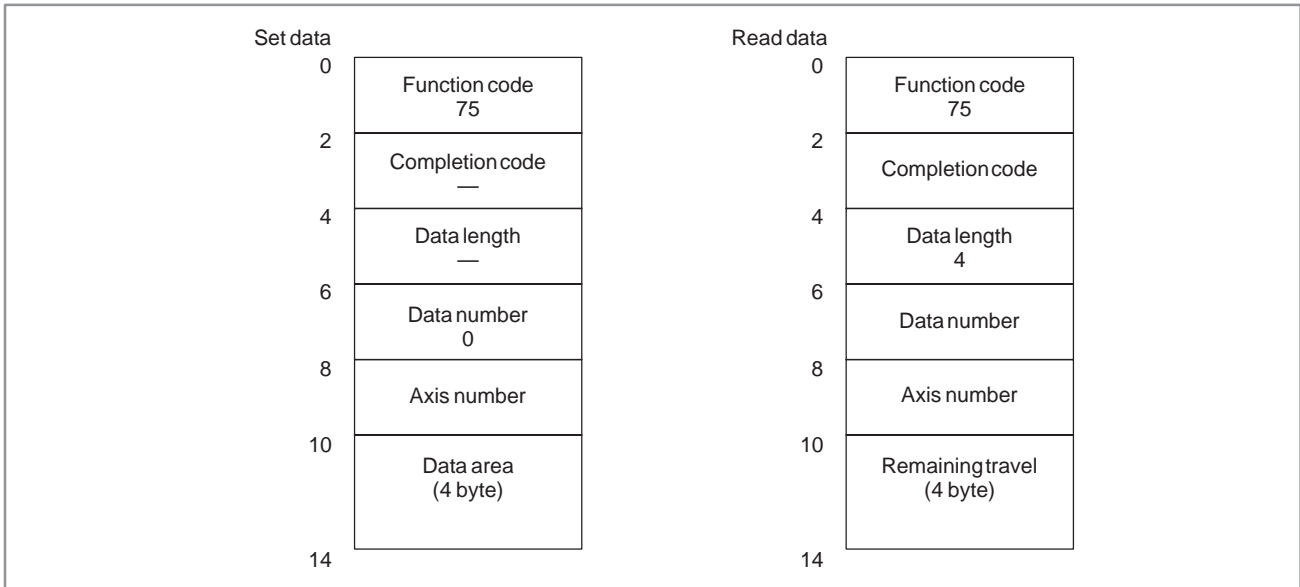 Set data
0
Function code
75
2
Completion code
—
4
Data length
—
6
Data number
0
8
Axis number
10
Data area
(4 byte)
14
Read data
0
Function code
75
2
Completion code
4
Data length
4
6
Data number
8
Axis number
10
Remaining travel
(4 byte)
14